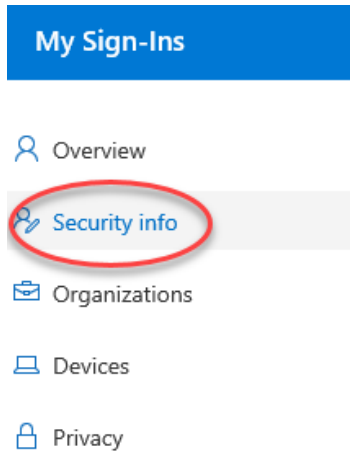 My Sign-Ins
Overview
Security info
Organizations
Devices
Privacy